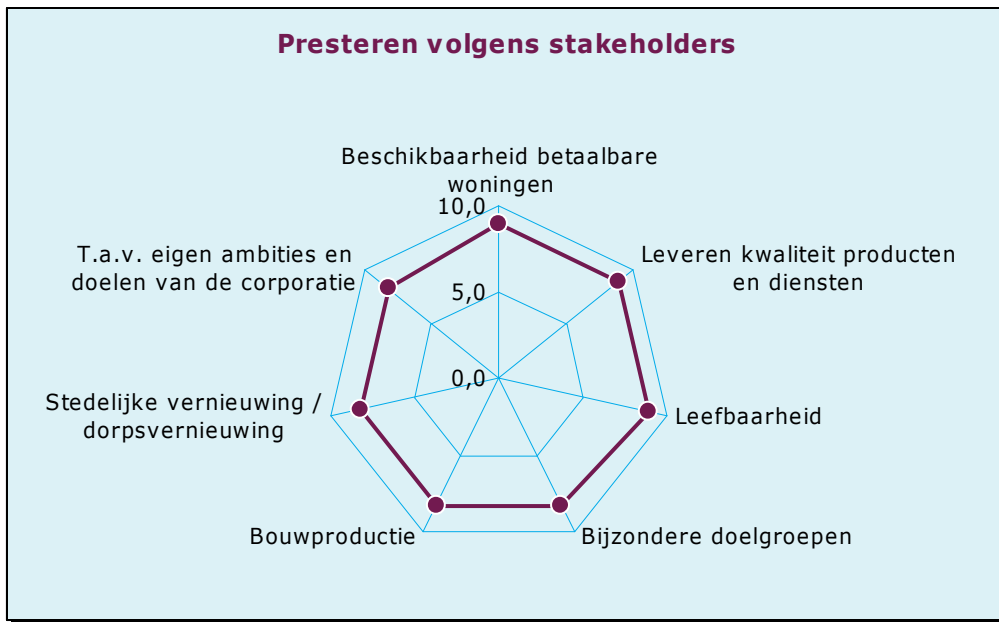 Presteren volgens stakeholders
Beschikbaarheid betaalbare
woningen
10,0
T.a.v. eigen ambities en
doelen van de corporatie
Leveren kwaliteit producten
en diensten
5,0
0,0
Stedelijke vernieuwing /
dorpsvernieuwing
Leefbaarheid
Bouwproductie
Bijzondere doelgroepen